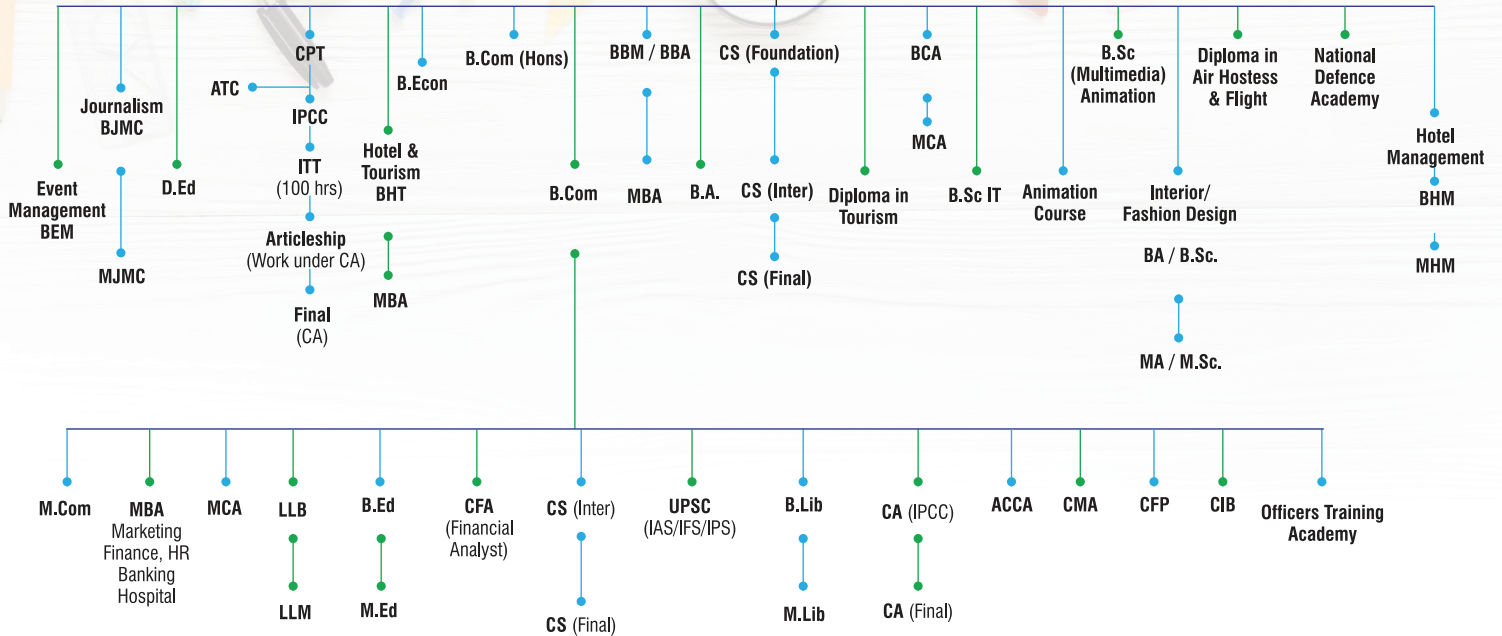 Event
Management
BEM
Journalism
BJMC
MJMC
D.Ed
CPT
ATC
IPCC
ITT
(100 hrs)
Articleship
(Work under CA)
Final
(CA)
Hotel &
Tourism
BHT
MBA
B.Econ
B.Com (Hons)
B.Com
BBM / BBA
MBA
B.A.
CS (Foundation)
CS (Inter)
CS (Final)
Diploma in
Tourism
BCA
MCA
B.Sc IT
Animation
Course
B.Sc
(Multimedia)
Animation
Interior/
Fashion Design
BA / B.Sc.
MA / M.Sc.
Diploma in
Air Hostess
& Flight
National
Defence
Academy
Hotel
Management
BHM
MHM
M.Com
MBA
Marketing
Finance, HR
Banking
Hospital
MCA
LLB
LLM
B.Ed
M.Ed
CFA
(Financial
Analyst)
CS (Inter)
CS (Final)
UPSC
(IAS/IFS/IPS)
B.Lib
M.Lib
CA (IPCC)
CA (Final)
ACCA
CMA
CFP
CIB
Officers Training
Academy